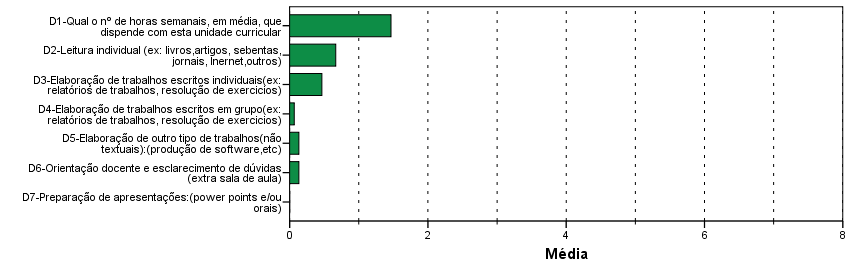 D1-Qual o nº de horas semanais, em média, que
dispende com esta unidade curricular
D2-Leitura individual (ex: livros,artigos, sebentas,
jornais, Inernet,outros)
D3-Elaboração de trabalhos escritos individuais(ex:
relatórios de trabalhos, resolução de exercicios)
D4-Elaboração de trabalhos escritos em grupo(ex:
relatórios de trabalhos, resolução de exercicios)
D5-Elaboração de outro tipo de trabalhos(não
textuais):(produção de software,etc)
D6-Orientação docente e esclarecimento de dúvidas
(extra sala de aula)
D7-Preparação de apresentações:(power points e/ou
orais)
0 2 4 6 8
Média